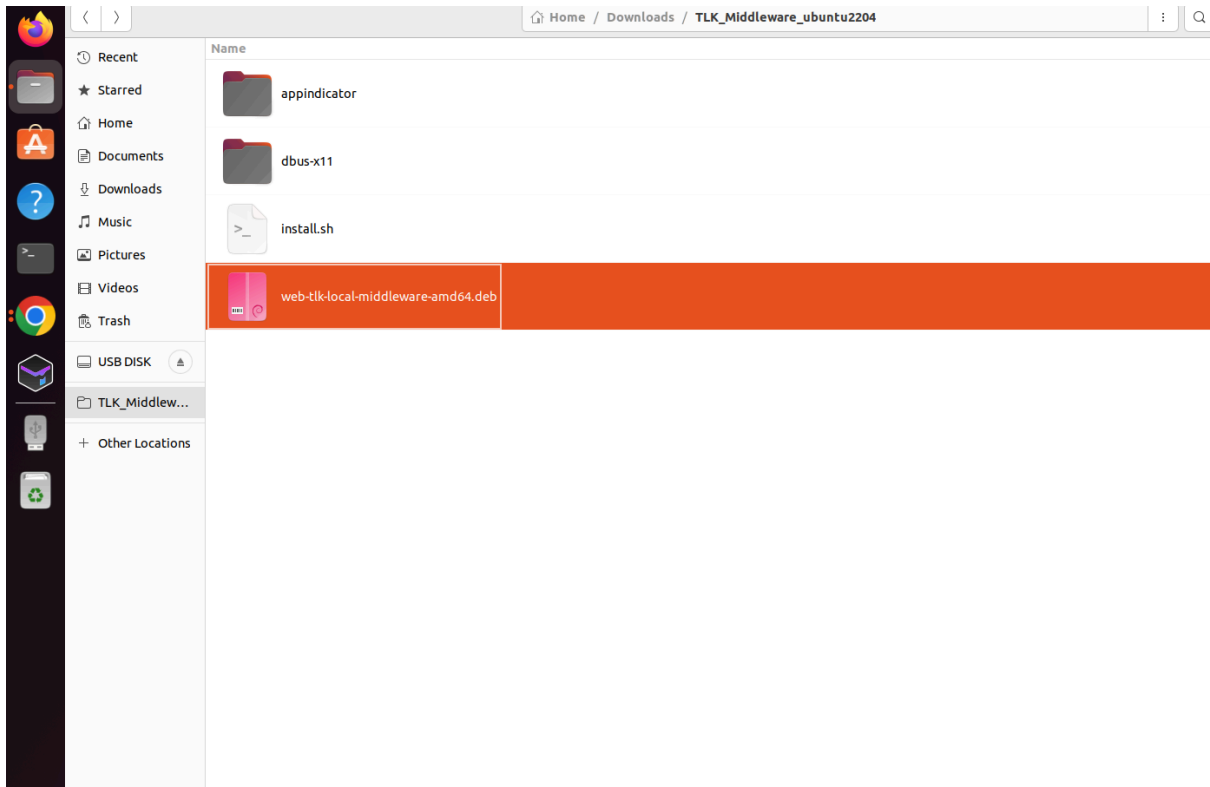 Home / Downloads / TLK_Middleware_ubuntu2204
Recent
Starred
Home
Documents
Downloads
Music
Pictures
Videos
Trash
USB DISK
TLK_Middlew...
+ Other Locations
Name
appindicator
dbus-x11
>_ install.sh
web-tlk-local-middleware-amd64.deb
A
?
>_